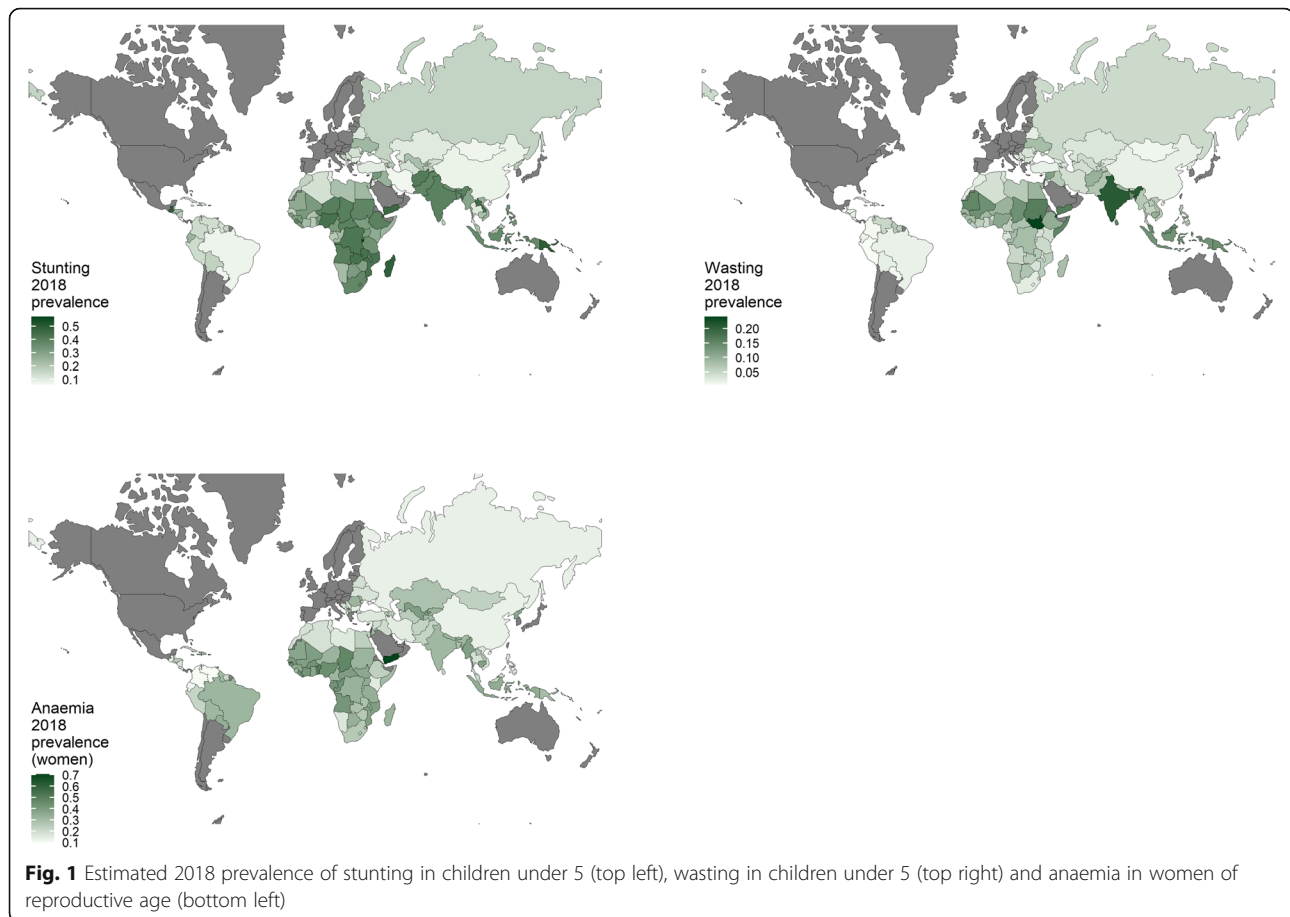 Stunting
2018
prevalence
0.5
0.4
0.3
0.2
0.1
Wasting
2018
prevalence
0.20
0.15
0.10
0.05
Anaemia
2018
prevalence
(women)
0.7
0.6
0.5
0.4
0.3
0.2
0.1
Fig. 1 Estimated 2018 prevalence of stunting in children under 5 (top left), wasting in children under 5 (top right) and anaemia in women of
reproductive age (bottom left)